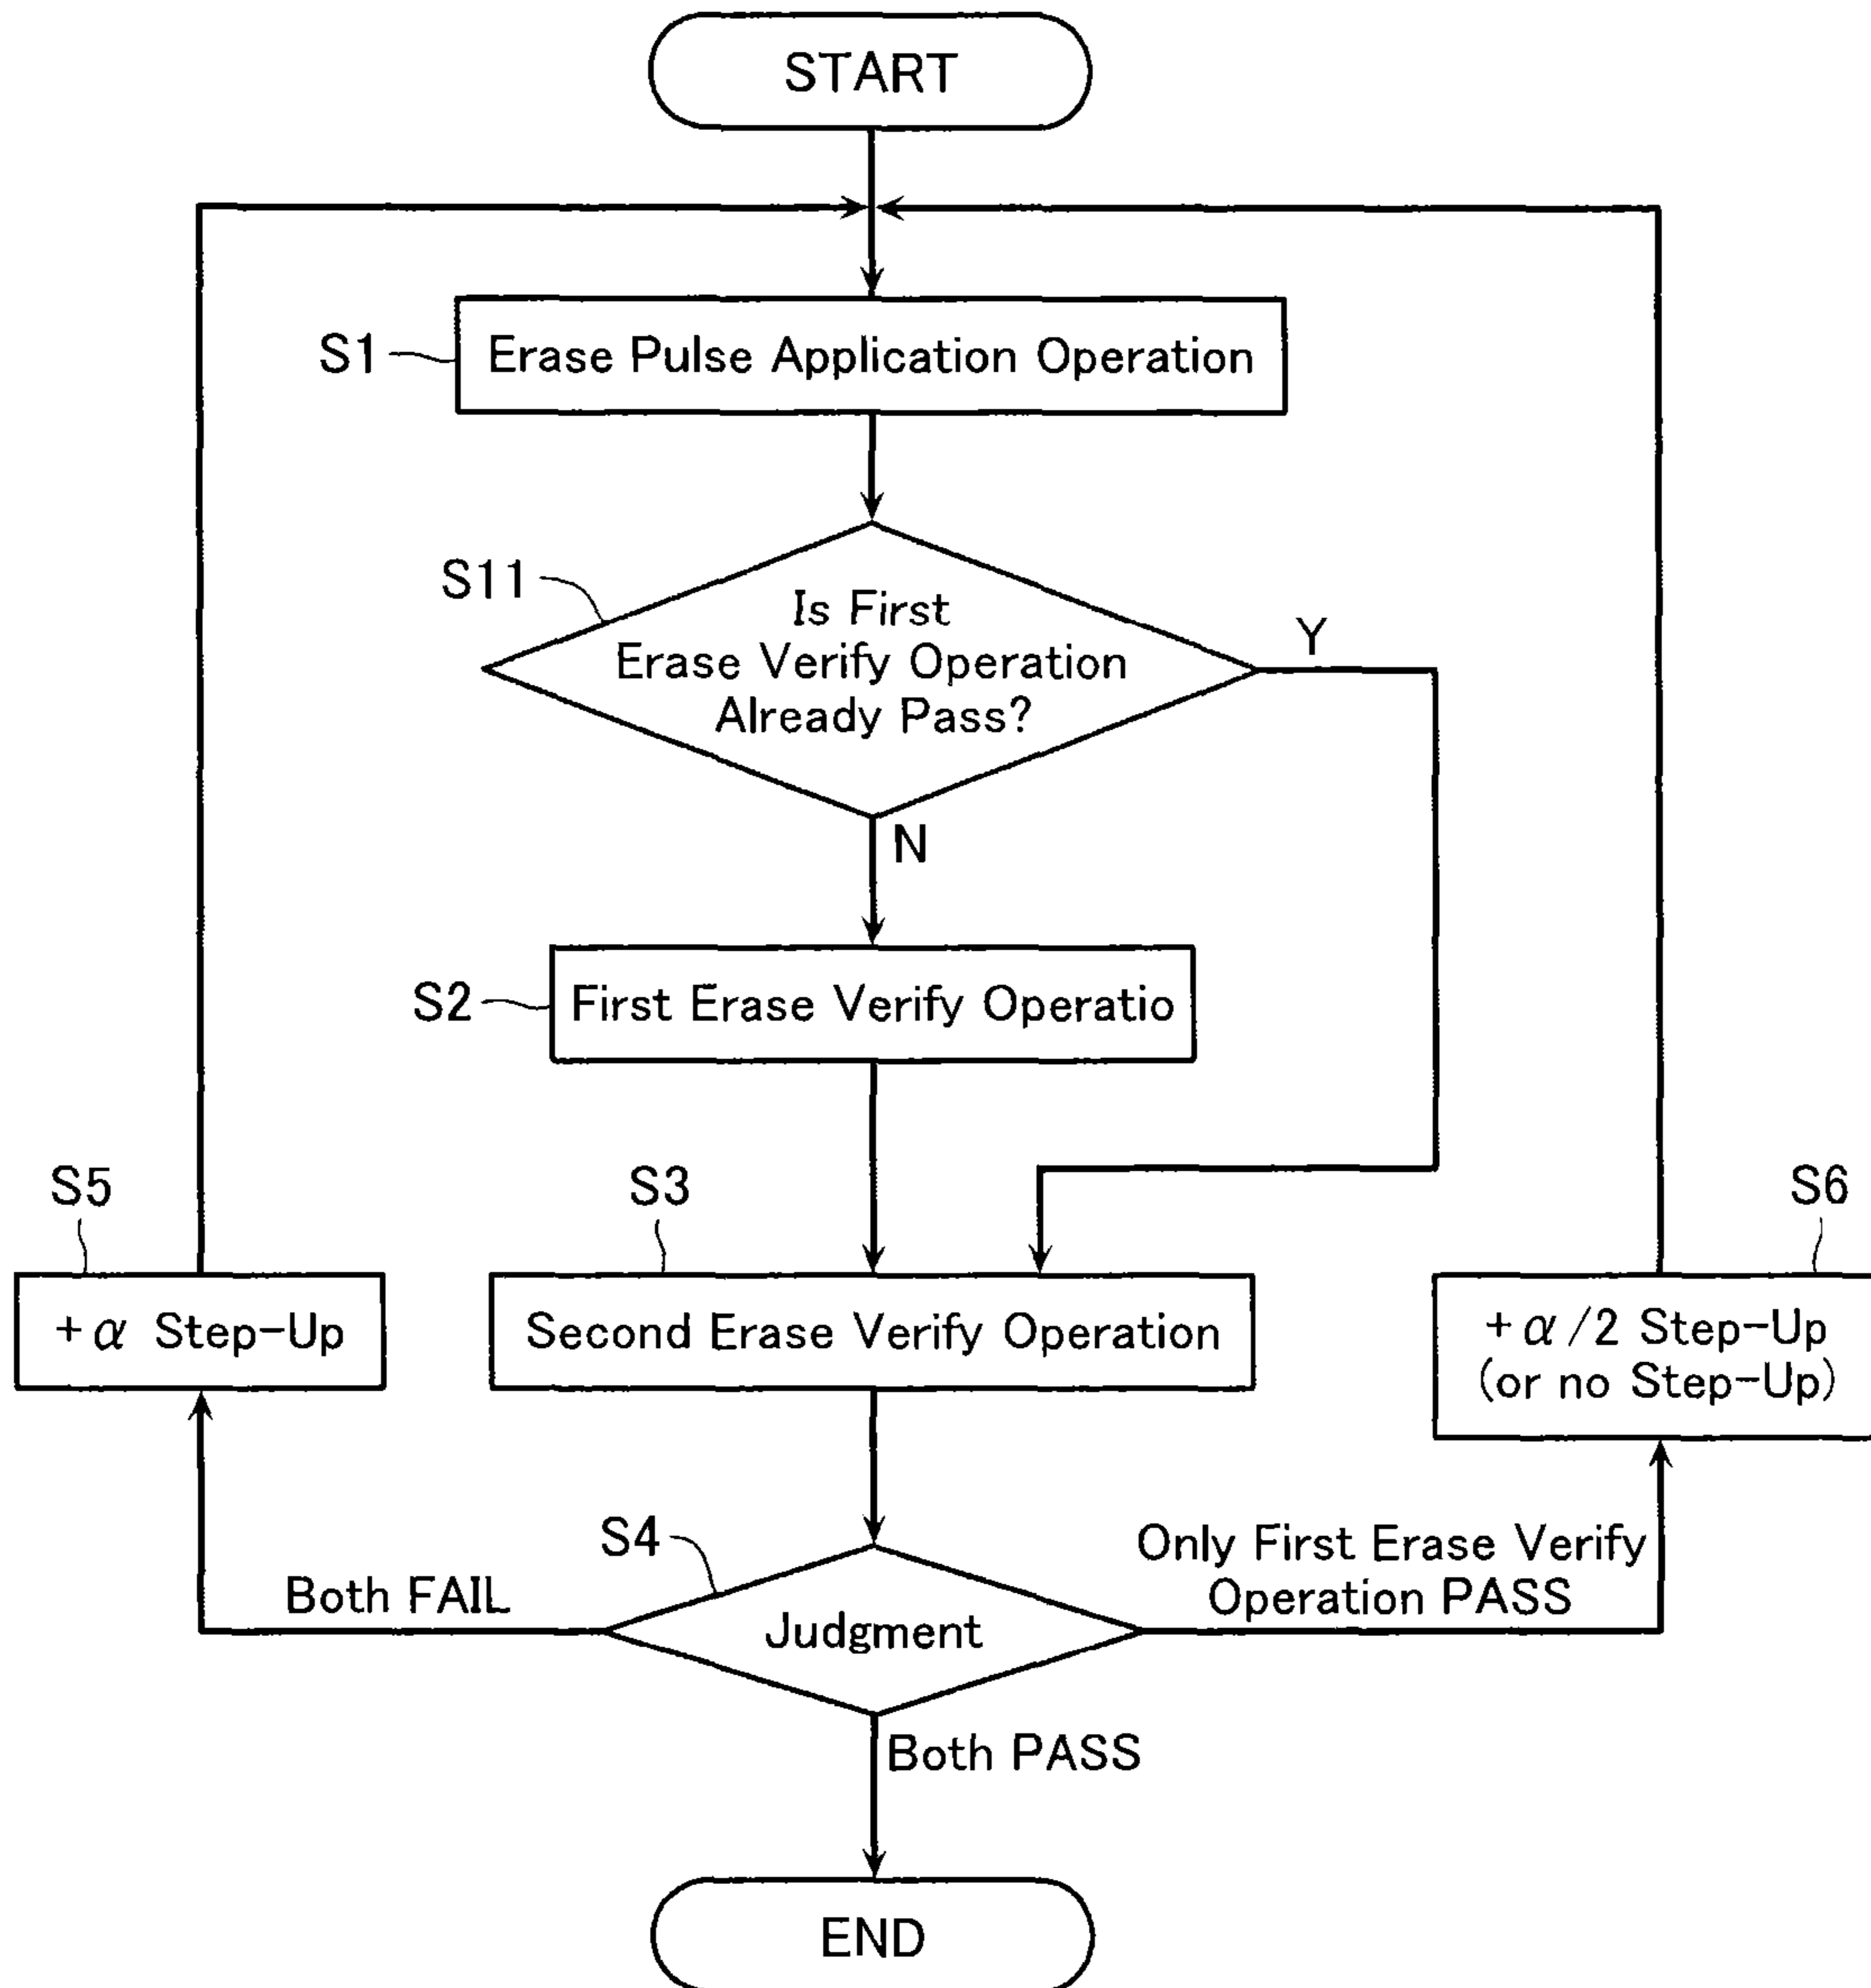 START
S1
Erase Pulse Application Operation
S11
Is First
Erase Verify Operation
Already Pass?
Y
N
S2
First Erase Verify Operatio
S5
S3
S6
+α Step-Up
Second Erase Verify Operation
+α/2 Step-Up
(or no Step-Up)
S4
Both FAIL
Judgment
Only First Erase Verify
Operation PASS
Both PASS
END